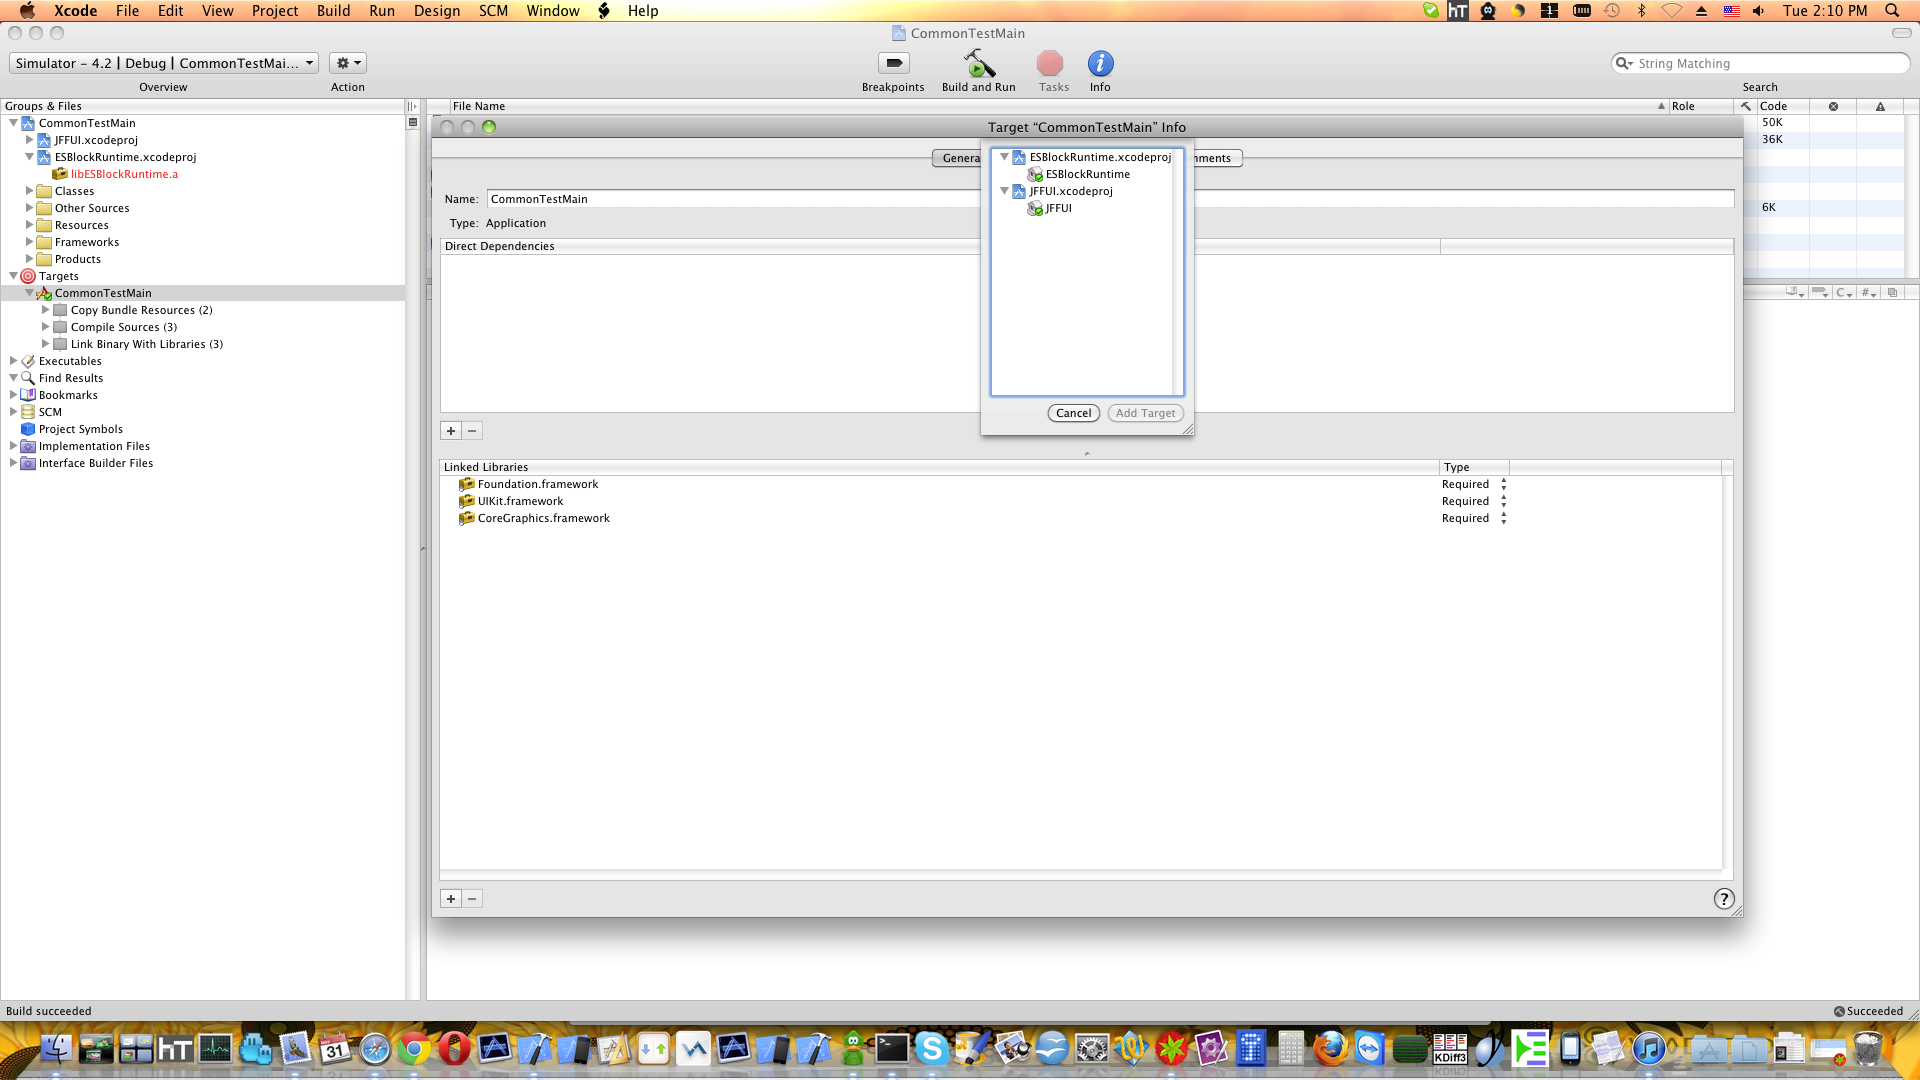 Xcode File Edit View Project Build Run Design SCM Window Help
hT
1
Tue 2:10 PM
CommonTestMain
Simulator - 4.2 | Debug | CommonTestMai...
String Matching
Overview Action Breakpoints Build and Run Tasks Info Search
Groups & Files
File Name Role Code
CommonTestMain
JFFUI.xcodeproj
ESBlockRuntime.xcodeproj
libESBlockRuntime.a
Classes
Other Sources
Resources
Frameworks
Products
Targets
CommonTestMain
Copy Bundle Resources (2)
Compile Sources (3)
Link Binary With Libraries (3)
Executables
Find Results
Bookmarks
SCM
Project Symbols
Implementation Files
Interface Builder Files
50K
36K
6K
C
#
Target “CommonTestMain” Info
Genera
nments
Name: CommonTestMain
Type: Application
Direct Dependencies
ESBlockRuntime.xcodeproj
ESBlockRuntime
JFFUI.xcodeproj
JFFUI
Cancel Add Target
+ −
Linked Libraries Type
Foundation.framework Required
UIKit.framework Required
CoreGraphics.framework Required
+ −
?
Build succeeded
Succeeded
hT
31
KDiff3